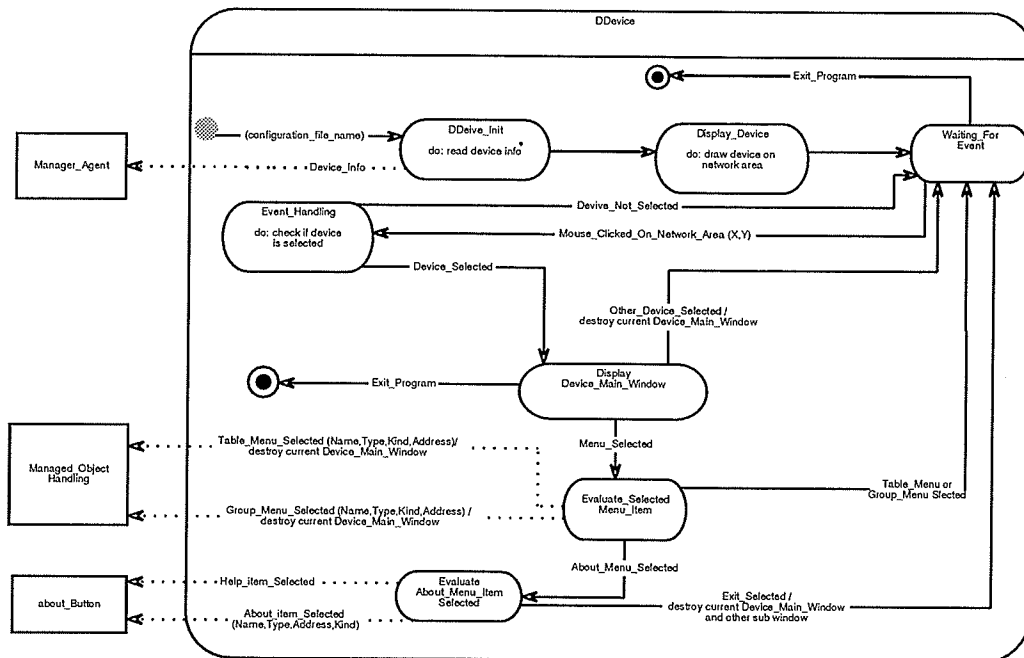 DDevice
Exit_Program
(configuration_file_name)
DDeive_Init
do: read device info
Display_Device
do: draw device on
network area
Waiting_For
Event
Manager_Agent
Device_Info
Event_Handling
do: check if device
is selected
Devive_Not_Selected
Mouse_Clicked_On_Network_Area (X,Y)
Device_Selected
Other_Device_Selected /
destroy current Device_Main_Window
Exit_Program
Display
Device_Main_Window
Managed_Object
Handling
Table_Menu_Selected (Name,Type,Kind,Address)/
destroy current Device_Main_Window
Menu_Selected
Group_Menu_Selected (Name,Type,Kind,Address) /
destroy current Device_Main_Window
Evaluate_Selected
Menu_Item
Table_Menu or
Group_Menu Slected
About_Menu_Selected
about_Button
Help_item_Selected
About_item_Selected
(Name,Type,Address,Kind)
Evaluate
About_Menu_Item
Selected
Exit_Selected /
destroy current Device_Main_Window
and other sub window